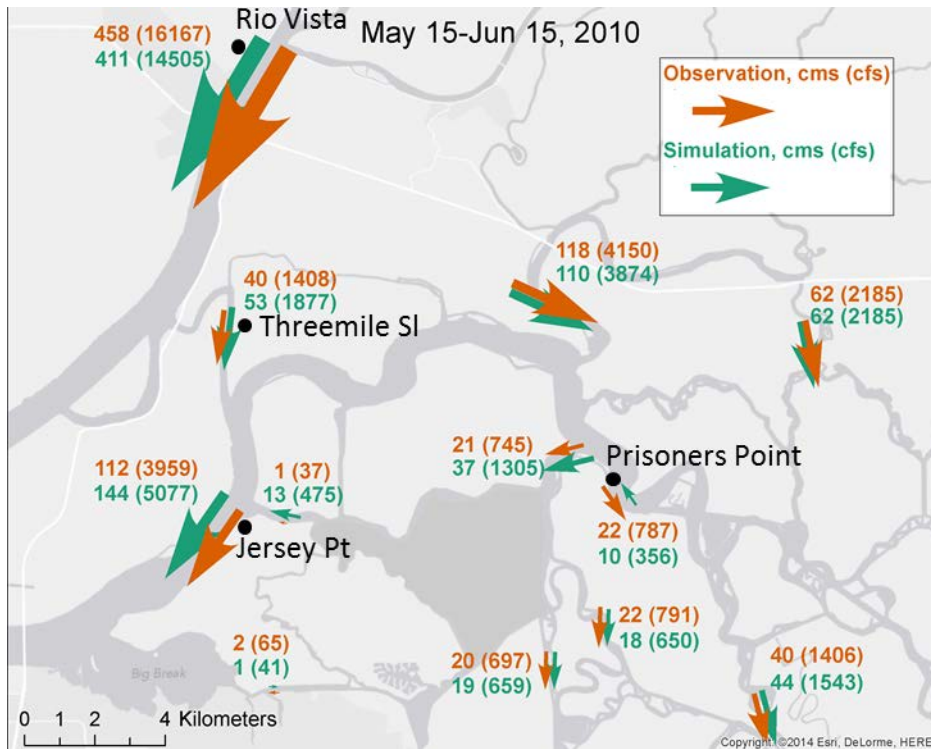 Rio Vista
458 (16167)
411 (14505)
May 15-Jun 15, 2010
Observation, cms (cfs)
Simulation, cms (cfs)
118 (4150)
110 (3874)
40 (1408)
53 (1877)
Threemile Sl
62 (2185)
62 (2185)
21 (745)
37 (1305)
Prisoners Point
112 (3959)
144 (5077)
1 (37)
13 (475)
Jersey Pt
22 (787)
10 (356)
22 (791)
18 (650)
2 (65)
1 (41)
20 (697)
19 (659)
40 (1406)
44 (1543)
Big Break
0 1 2 4 Kilometers
Copyright:©2014 Esri, DeLorme, HERE